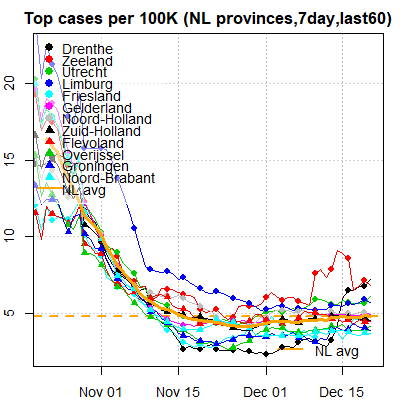 Top cases per 100K (NL provinces,7day,last60)
Drenthe
Zeeland
Utrecht
Limburg
Friesland
Gelderland
Noord-Holland
Zuid-Holland
Flevoland
Overijssel
Groningen
Noord-Brabant
NL avg
20
15
10
5
NL avg
Nov 01 Nov 15 Dec 01 Dec 15